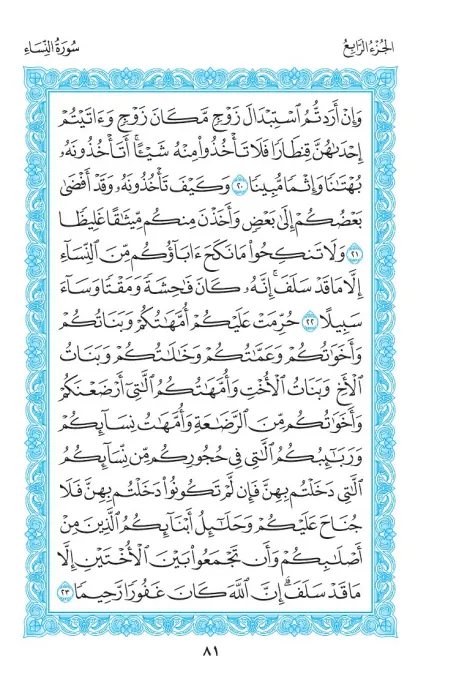 الجزء الرابع
سورة النساء
وَإِنْ أَرَدتُّمُ ٱسْتِبْدَالَ زَوْجٍ مَّكَانَ زَوْجٍ وَءَاتَيْتُمْ
إِحْدَىٰهُنَّ قِنطَارًا فَلَا تَأْخُذُوا۟ مِنْهُ شَيْـًٔا ۚ أَتَأْخُذُونَهُۥ
بُهْتَـٰنًا وَإِثْمًا مُّبِينًا ٢٠ وَكَيْفَ تَأْخُذُونَهُۥ وَقَدْ أَفْضَىٰ
بَعْضُكُمْ إِلَىٰ بَعْضٍ وَأَخَذْنَ مِنكُم مِّيثَـٰقًا غَلِيظًا
٢١ وَلَا تَنكِحُوا۟ مَا نَكَحَ ءَابَآؤُكُم مِّنَ ٱلنِّسَآءِ
إِلَّا مَا قَدْ سَلَفَ ۚ إِنَّهُۥ كَانَ فَـٰحِشَةً وَمَقْتًا وَسَآءَ
سَبِيلًا ٢٢ حُرِّمَتْ عَلَيْكُمْ أُمَّهَـٰتُكُمْ وَبَنَاتُكُمْ
وَأَخَوَٰتُكُمْ وَعَمَّـٰتُكُمْ وَخَـٰلَـٰتُكُمْ وَبَنَاتُ
ٱلْأَخِ وَبَنَاتُ ٱلْأُخْتِ وَأُمَّهَـٰتُكُمُ ٱلَّـٰتِىٓ أَرْضَعْنَكُمْ
وَأَخَوَٰتُكُم مِّنَ ٱلرَّضَـٰعَةِ وَأُمَّهَـٰتُ نِسَآئِكُمْ
وَرَبَـٰٓئِبُكُمُ ٱلَّـٰتِى فِى حُجُورِكُم مِّن نِّسَآئِكُمُ
ٱلَّـٰتِى دَخَلْتُم بِهِنَّ فَإِن لَّمْ تَكُونُوا۟ دَخَلْتُم بِهِنَّ فَلَا
جُنَاحَ عَلَيْكُمْ وَحَلَـٰٓئِلُ أَبْنَآئِكُمُ ٱلَّذِينَ مِنْ
أَصْلَـٰبِكُمْ وَأَن تَجْمَعُوا۟ بَيْنَ ٱلْأُخْتَيْنِ إِلَّا
مَا قَدْ سَلَفَ ۗ إِنَّ ٱللَّهَ كَانَ غَفُورًا رَّحِيمًا ٢٣
٨١